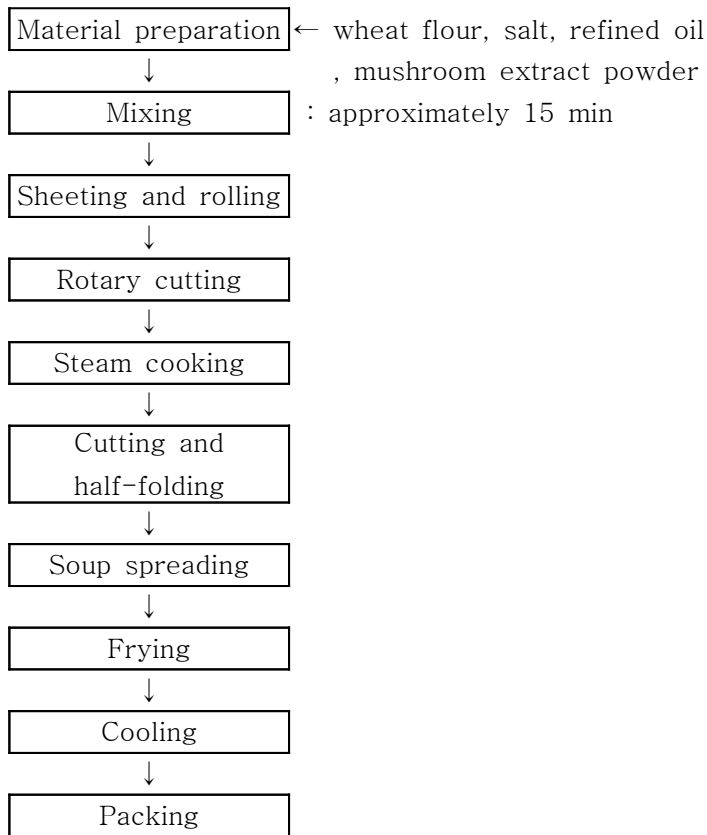 Material preparation ← wheat flour, salt, refined oil
, mushroom extract powder
↓
Mixing : approximately 15 min
↓
Sheeting and rolling
↓
Rotary cutting
↓
Steam cooking
↓
Cutting and
half-folding
↓
Soup spreading
↓
Frying
↓
Cooling
↓
Packing